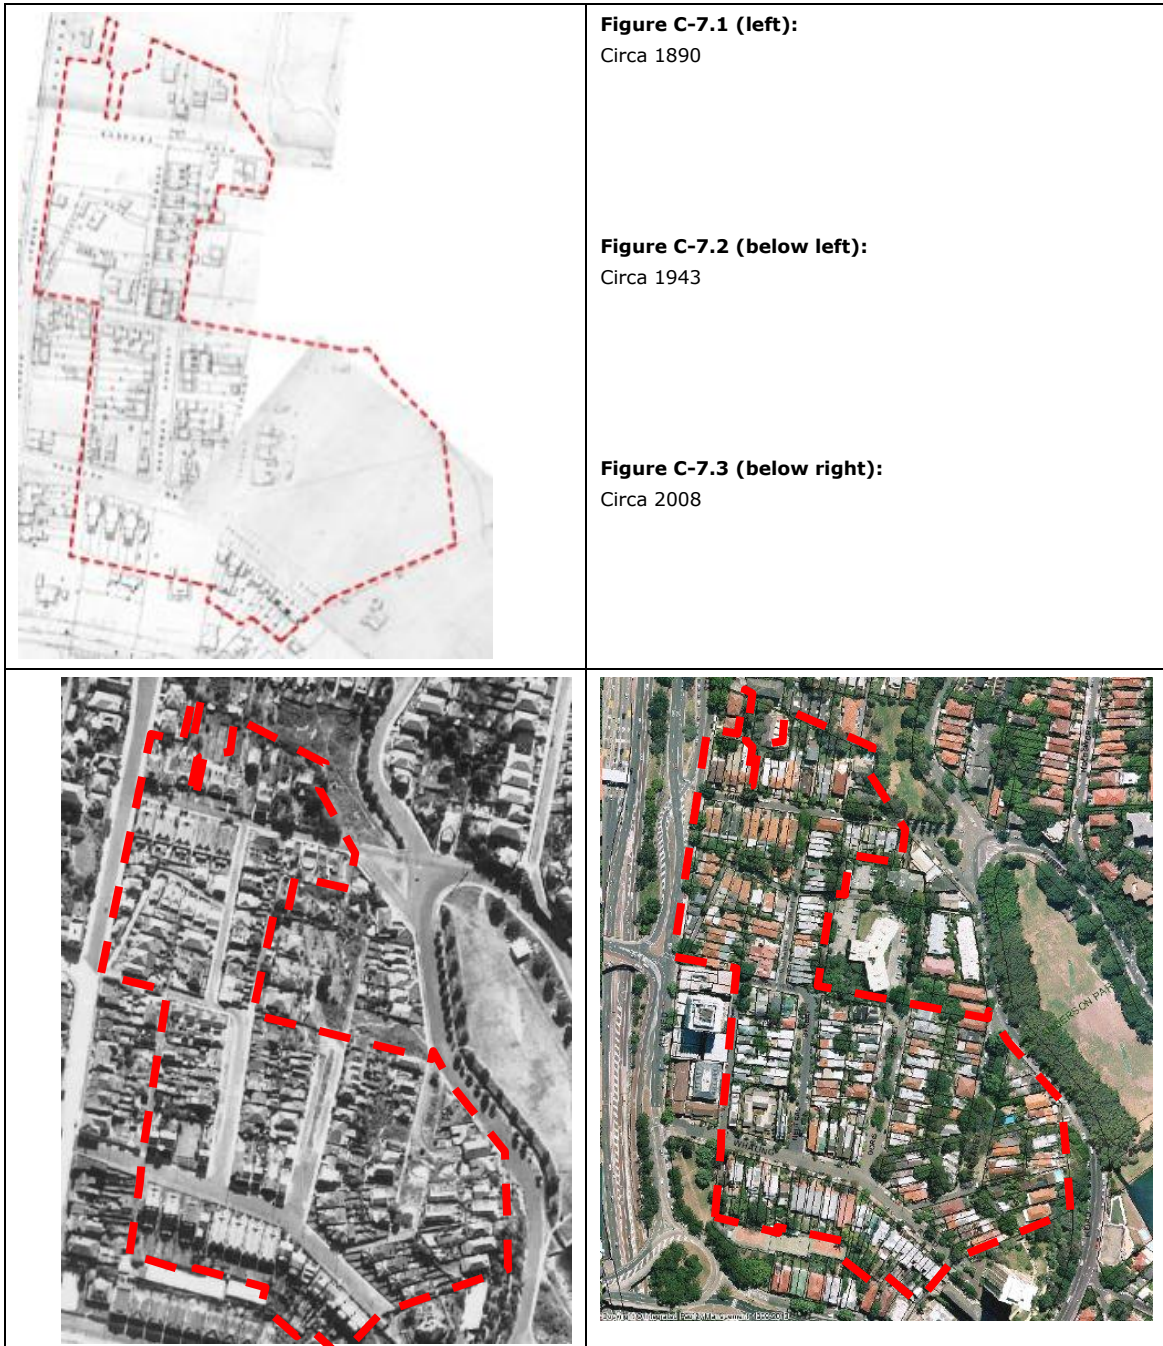 Figure C-7.1 (left):
Circa 1890
Figure C-7.2 (below left):
Circa 1943
Figure C-7.3 (below right):
Circa 2008